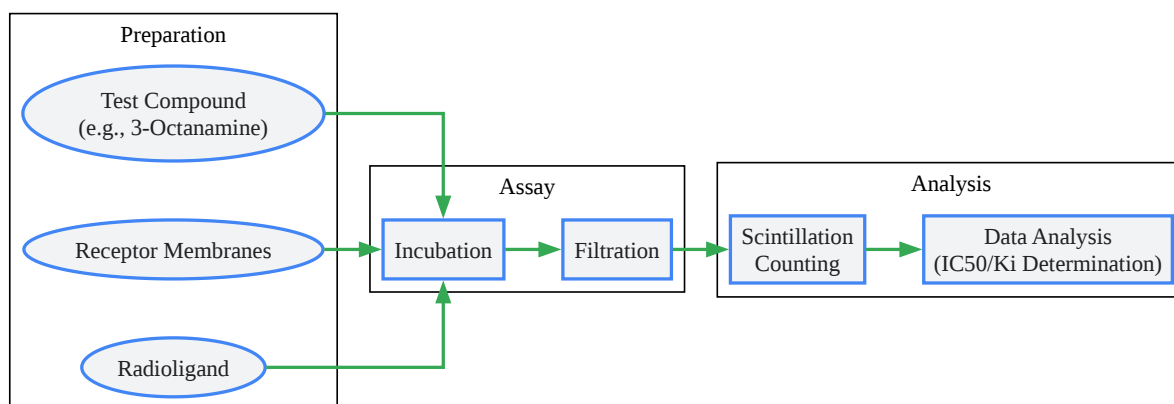 Preparation
Test Compound
(e.g., 3-Octanamine)
Receptor Membranes
Radioligand
Assay
Incubation
Filtration
Analysis
Scintillation
Counting
Data Analysis
(IC50/Ki Determination)